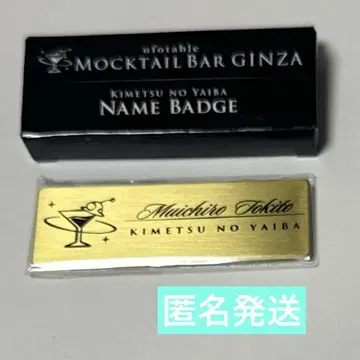 ufotable
MOCKTAIL BAR GINZA
KIMETSU NO YAIBA
NAME BADGE
Muichiro Tokito
KIMETSU NO YAIBA
匿名発送